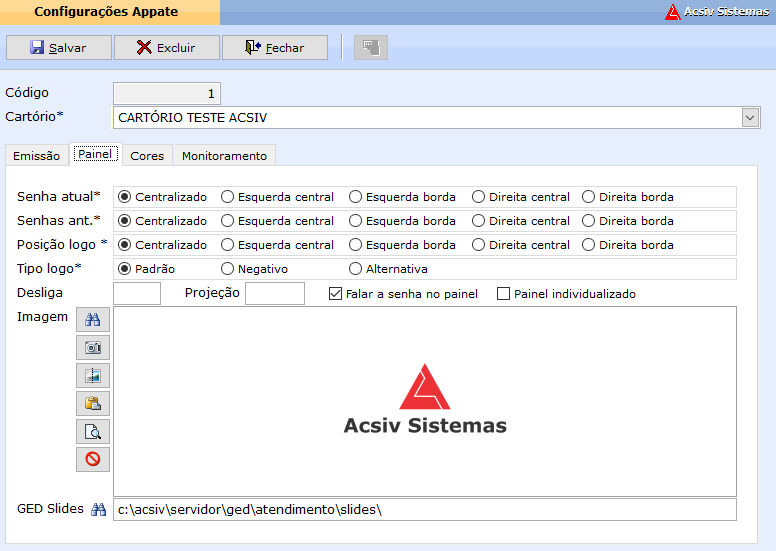 Configurações Appate
Acsiv Sistemas
Salvar Excluir Fechar
Código 1
Cartório* CARTÓRIO TESTE ACSIV
Emissão Painel Cores Monitoramento
Senha atual* Centralizado Esquerda central Esquerda borda Direita central Direita borda
Senhas ant.* Centralizado Esquerda central Esquerda borda Direita central Direita borda
Posição logo * Centralizado Esquerda central Esquerda borda Direita central Direita borda
Tipo logo* Padrão Negativo Alternativa
Desliga Projeção Falar a senha no painel Painel individualizado
Imagem
Acsiv Sistemas
GED Slides c:\acsiv\servidor\ged\atendimento\slides\